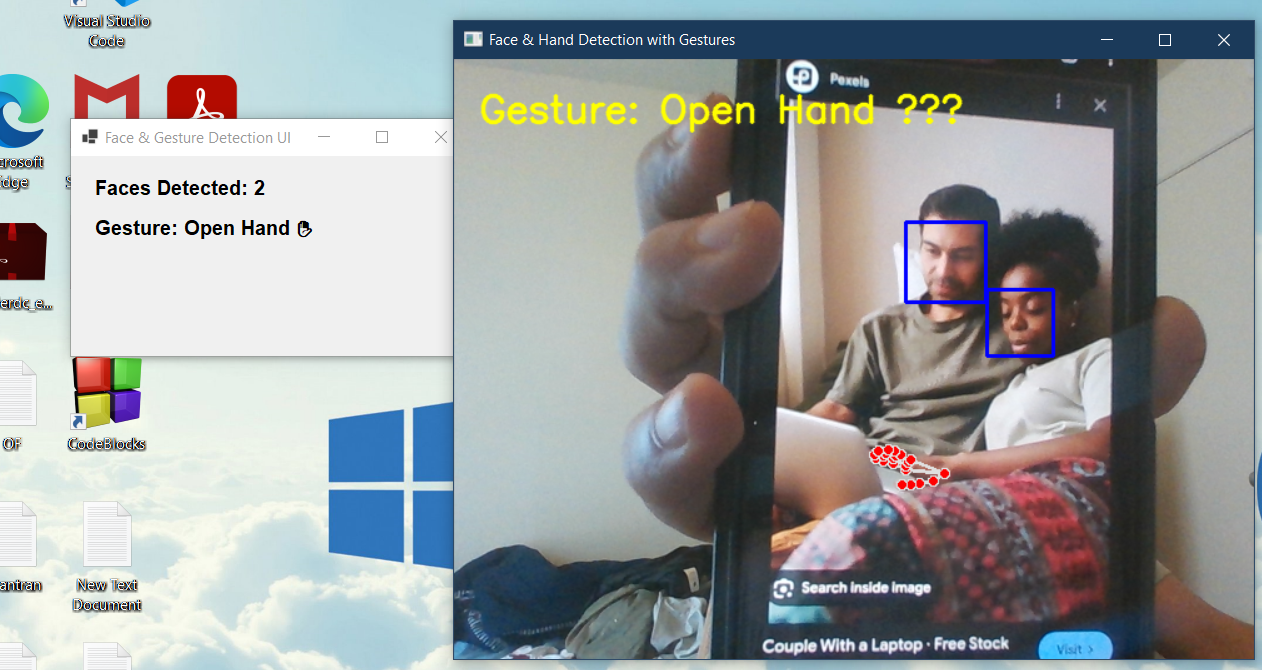 Visual Studio
Code
Face & Hand Detection with Gestures
Pexels
Gesture: Open Hand ???
Face & Gesture Detection UI
Faces Detected: 2
Gesture: Open Hand
crosoft
dge
erdc_e...
OF
CodeBlocks
antran
New Text
Document
Search inside image
Couple With a Laptop · Free Stock
Visit >